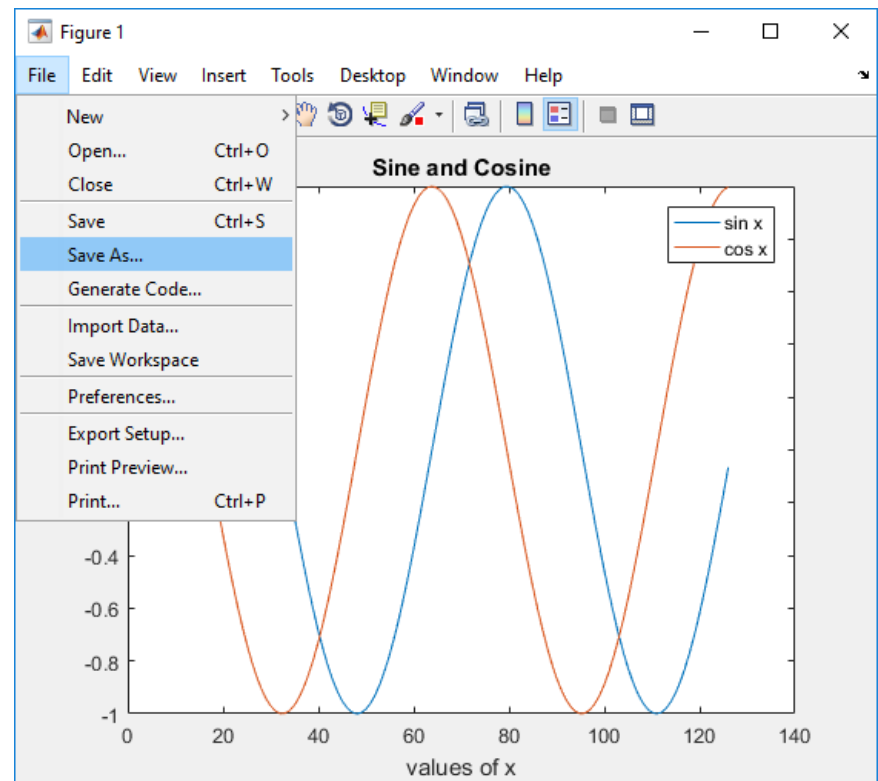 Figure 1
File Edit View Insert Tools Desktop Window Help
New
Open... Ctrl+O
Close Ctrl+W
Save Ctrl+S
Save As...
Generate Code...
Import Data...
Save Workspace
Preferences...
Export Setup...
Print Preview...
Print... Ctrl+P
Sine and Cosine
sin x
cos x
-0.4
-0.6
-0.8
-1
0 20 40 60 80 100 120 140
values of x